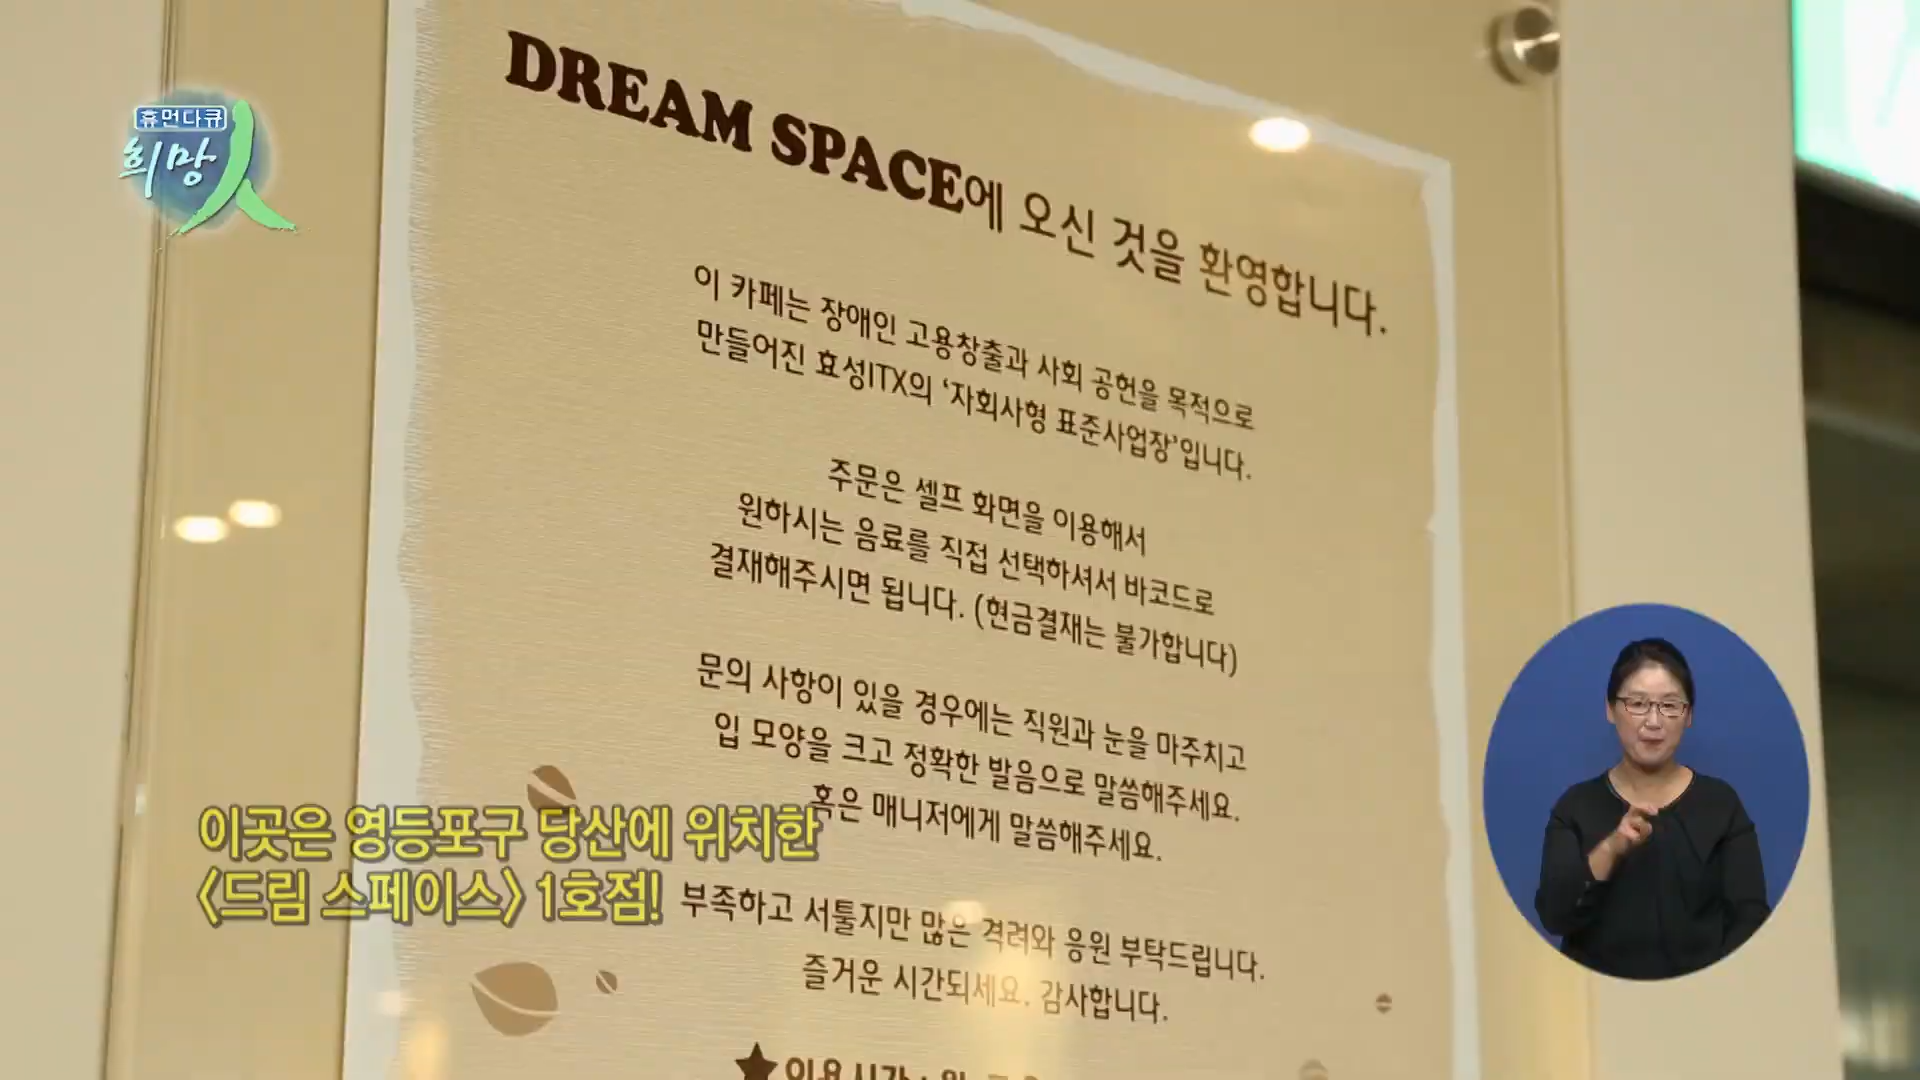 휴먼다큐
희망人
DREAM SPACE에 오신 것을 환영합니다.
이 카페는 장애인 고용창출과 사회 공헌을 목적으로
만들어진 효성ITX의 ‘자회사형 표준사업장’입니다.
주문은 셀프 화면을 이용해서
원하시는 음료를 직접 선택하셔서 바코드로
결재해주시면 됩니다. (현금결재는 불가합니다)
문의 사항이 있을 경우에는 직원과 눈을 마주치고
입 모양을 크고 정확한 발음으로 말씀해주세요.
혹은 매니저에게 말씀해주세요.
부족하고 서툴지만 많은 격려와 응원 부탁드립니다.
즐거운 시간되세요. 감사합니다.
★이용시간 :
이곳은 영등포구 당산에 위치한
<드림 스페이스> 1호점!